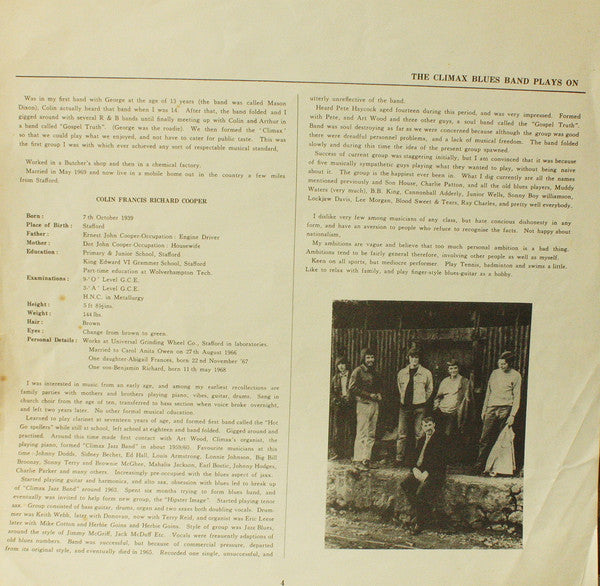 THE CLIMAX BLUES BAND PLAYS ON
Was in my first band with George at the age of 13 years (the band was called Mason
Dixon), Colin actually heard that band when I was 14. After that, the band folded and I
gigged around with several R & B bands until finally meeting up with Colin and Arthur in
a band called "Gospel Truth". (George was the roadie). We then formed the 'Climax'
so that we could play what we enjoyed, and not have to cater for public taste. This was
the first group I was with which ever achieved any sort of respectable musical standard.
Worked in a Butcher's shop and then in a chemical factory.
Married in May 1969 and now live in a mobile home out in the country a few miles
from Stafford.
COLIN FRANCIS RICHARD COOPER
Born : 7 th October 1939
Place of Birth : Stafford
Father : Ernest John Cooper-Occupation : Engine Driver
Mother : Dot John Cooper-Occupation : Housewife
Education : Primary & Junior School, Stafford
King Edward VI Gremmer School, Stafford
Part-time education at Wolverhampton Tech.
Examinations : 9/'O' Level G.C.E.
3/'A' Level G.C.E.
H.N.C. in Metallurgy
Height : 5 ft 8½ins.
Weight : 144 lbs.
Hair : Brown
Eyes : Change from brown to green.
Personal Details : Works at Universal Grinding Wheel Co., Stafford in laboratories.
Married to Carol Anita Owen on 27 th August 1966
One daughter-Abigail Frances, born 22 nd November '67
One son-Benjamin Richard, born 11 th may 1968
I was interested in music from an early age, and among my earliest recollections are
family parties with mothers and brothers playing piano, vibes, guitar, drums. Sang in
church choir from the age of ten, transferred to bass section when voice broke overnight,
and left two years later. No other formal musical education.
Learned to play clarinet at seventeen years of age, and formed first band called the "Hot
Go spellers" while still at school, left school at eighteen and band folded. Gigged around and
practised. Around this time made first contact with Art Wood, Climax's organist, the
playing piano, formed "Climax Jazz Band" in about 1959/60. Favourite musicians at this
time Johnny Dodds, Sidney Bechet, Ed Hall, Louis Armstrong, Lonnie Johnson, Big Bill
Broonzy, Sonny Terry and Brownie Mc Ghee, Mahalia Jackson, Earl Bostic, Johnny Hodges,
Charlie Parker and many others. Increasingly pre-occupied with the blues aspect of jazz.
Started playing guitar and harmonica, and alto sax, obsession with blues led to break up
of "Climax Jazz Band" around 1963. Spent six months trying to form blues band, and
eventually was invited to help form new group, the "Hipster Image". Started playing tenor
sax. Group consisted of bass guitar, drums, organ and two saxes both doubling vocals. Drum-
mer was Keith Webb, latg with Donovan, now with Terry Reid, and organist was Eric Leese
later with Mike Cotton and Herbie Goins and Herbie Goins. Style of group was Jazz Blues,
around the style of Jimmy McGriff, Jack McDuff Etc. Vocals were frequently adaptions of
old blues numbers. Band was successful, but because of commercial pressure, departed
from its original style, and eventually died in 1965. Recorded one single, unsuccessful, and
utterly unreflective of the band.
Heard Pete Haycock aged fourteen during this period, and was very impressed. Formed
with Pete, and Art Wood and three other guys, a soul band called the "Gospel Truth".
Band was soul destroying as far as we were concerned because although the group was good
there were dreadful personnel problems, and a lack of musical freedom. The band folded
slowly and during this time the idea of the present group spawned.
Success of current group was staggering initially, but I am convinced that it was because
of five musically sympathetic guys playing what they wanted to play, without being naive
about it. The group is the happiest ever been in. What I dig currently are all the names
mentioned previously and Son House, Charlie Patton, and all the old blues players, Muddy
Waters (very much), B.B. King, Cannonball Adderly, Junior Wells, Sonny Boy williamson,
Lockjaw Davis, Lee Morgan, Blood Sweet & Tears, Ray Charles, and pretty well everybody.
I dislike very few among musicians of any class, but hate consious dishonesty in any
form, and have an aversion to people who refuse to recognise the facts. Not happy about
nationalism.
My ambitions are vague and believe that too much personal ambition is a bad thing.
Ambitions tend to be fairly general therefore, involving other people as well as myself.
Keen on all sports, but mediocre performer. Play Tennis, badminton and swims a little.
Like to relax with family, and play finger-style blues-guitar as a hobby.
4